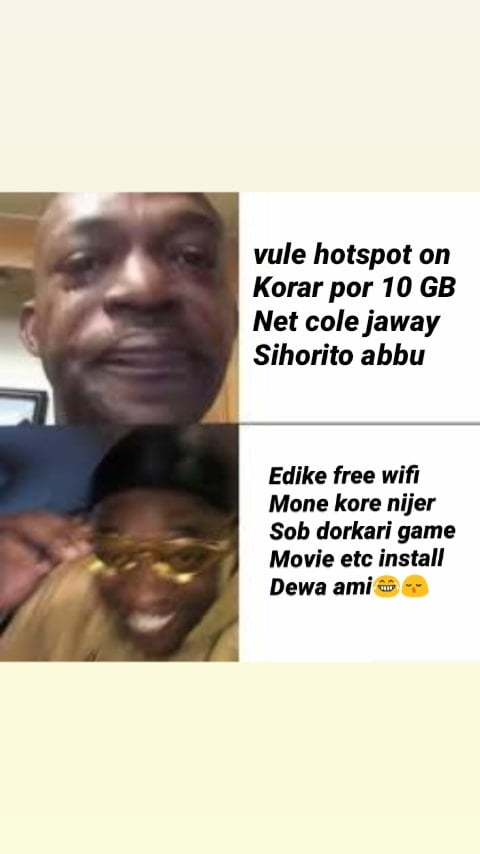 vule hotspot on
Korar por 10 GB
Net cole jaway
Sihorito abbu
Edike free wifi
Mone kore nijer
Sob dorkari game
Movie etc install
Dewa ami😂😌